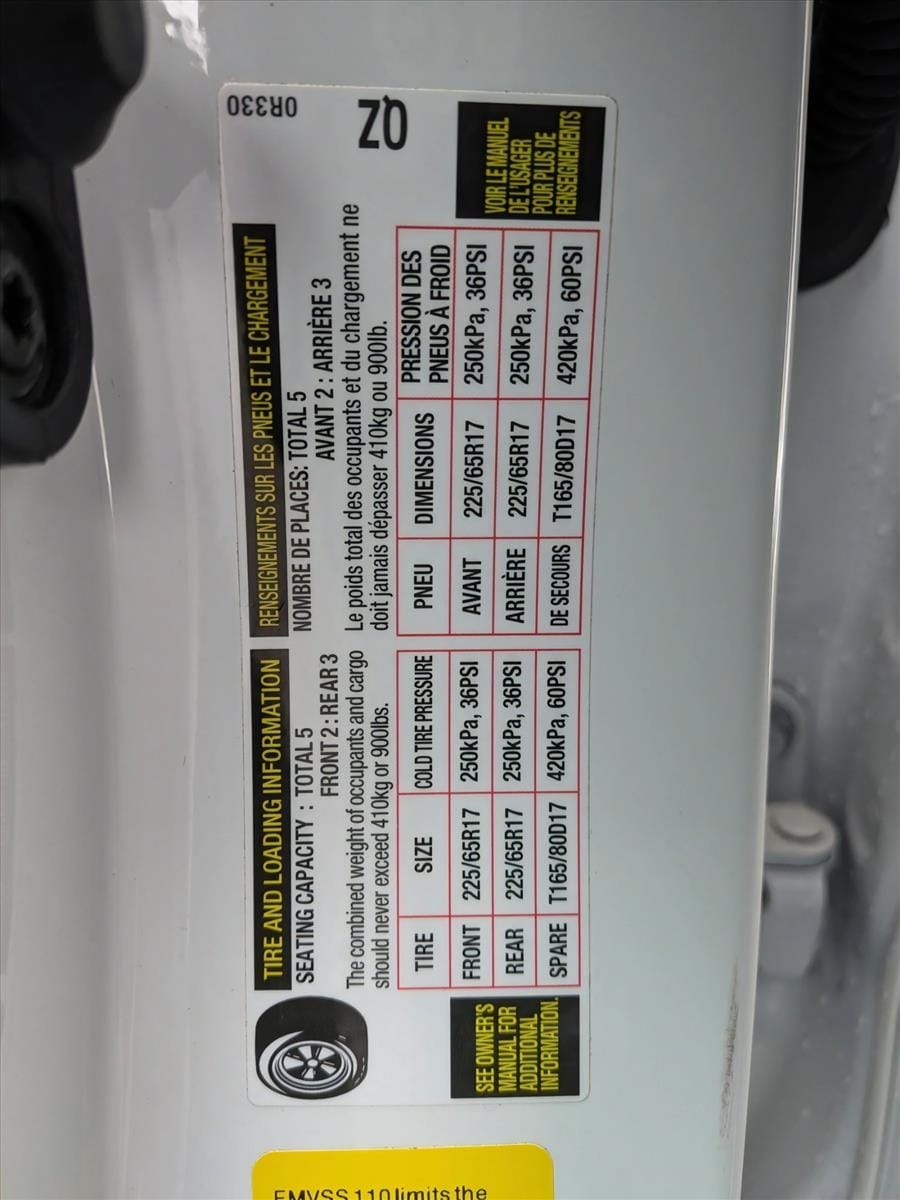 TIRE AND LOADING INFORMATION
SEATING CAPACITY : TOTAL 5
FRONT 2 : REAR 3
The combined weight of occupants and cargo
should never exceed 410kg or 900lbs.
TIRE SIZE COLD TIRE PRESSURE
FRONT 225/65R17 250kPa, 36PSI
REAR 225/65R17 250kPa, 36PSI
SPARE T165/80D17 420kPa, 60PSI
SEE OWNER'S
MANUAL FOR
ADDITIONAL
INFORMATION.
RENSEIGNEMENTS SUR LES PNEUS ET LE CHARGEMENT
NOMBRE DE PLACES: TOTAL 5
AVANT 2 : ARRIÈRE 3
Le poids total des occupants et du chargement ne
doit jamais dépasser 410kg ou 900lb.
PNEU DIMENSIONS PRESSION DES
PNEUS À FROID
AVANT 225/65R17 250kPa, 36PSI
ARRIÈRE 225/65R17 250kPa, 36PSI
DE SECOURS T165/80D17 420kPa, 60PSI
VOIR LE MANUEL
DE L'USAGER
POUR PLUS DE
RENSEIGNEMENTS
0R330
QZ
FMVSS 110 limits the